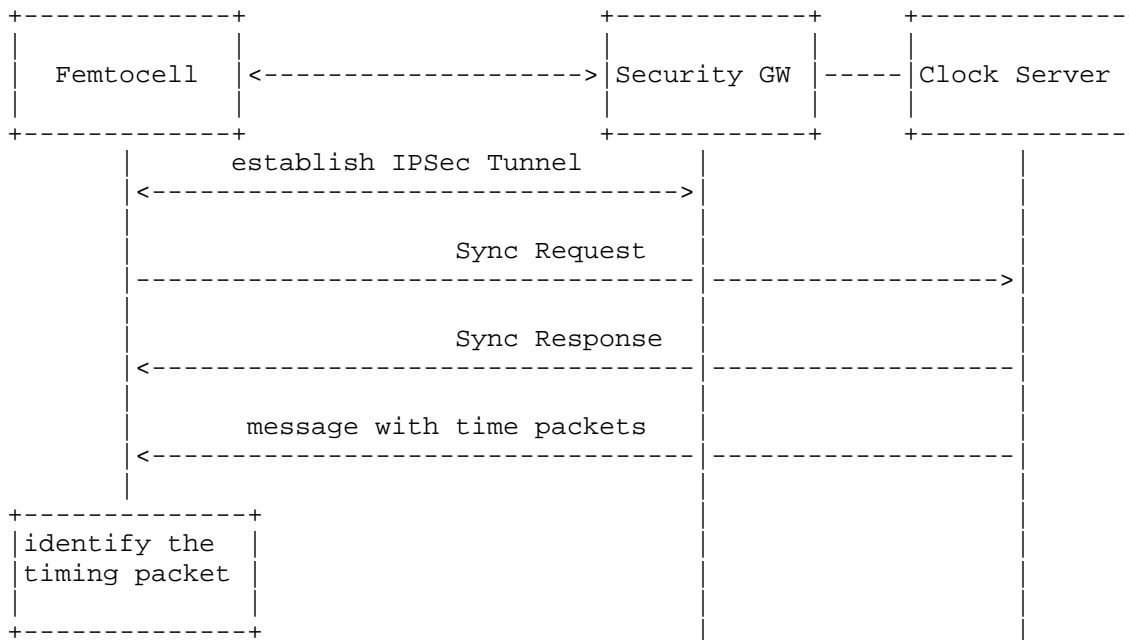 Femtocell
Security GW
Clock Server
establish IPSec Tunnel
Sync Request
Sync Response
message with time packets
identify the
timing packet